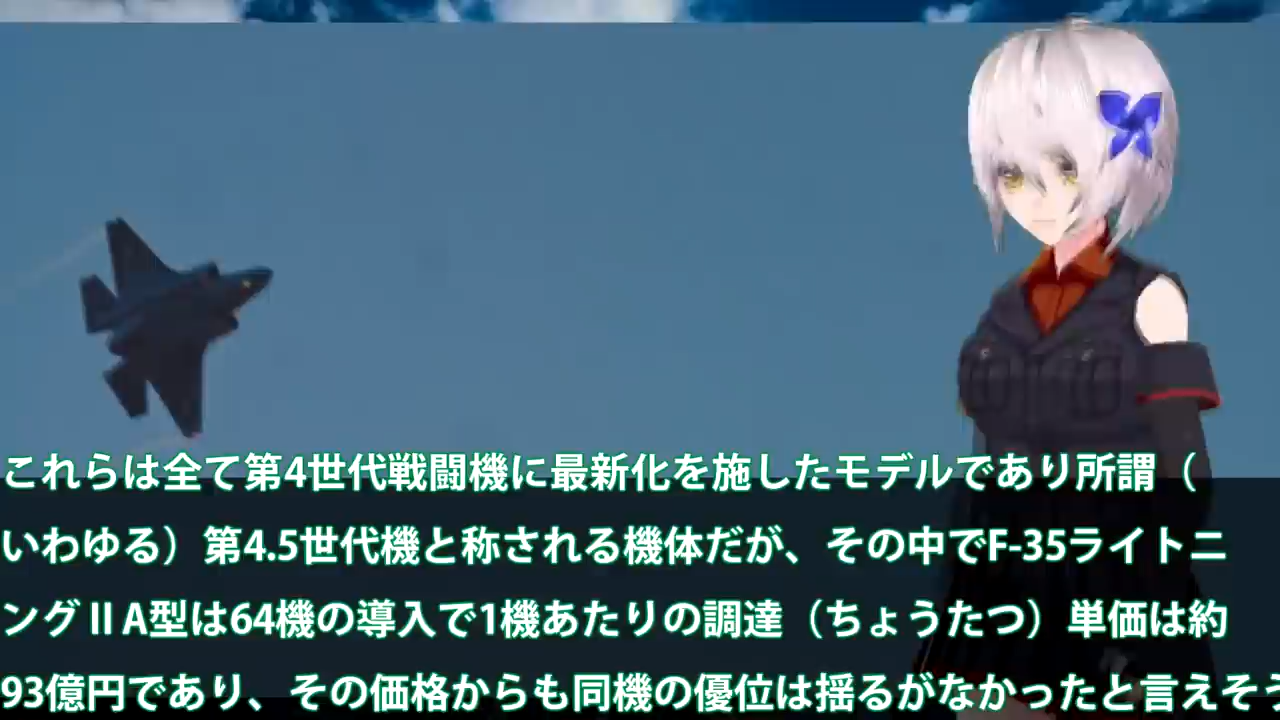 これらは全て第4世代戦闘機に最新化を施したモデルであり所謂（
いわゆる）第4.5世代機と称される機体だが、その中でF-35ライトニ
ングⅡA型は64機の導入で1機あたりの調達（ちょうたつ）単価は約
93億円であり、その価格からも同機の優位は揺るがなかったと言えそう